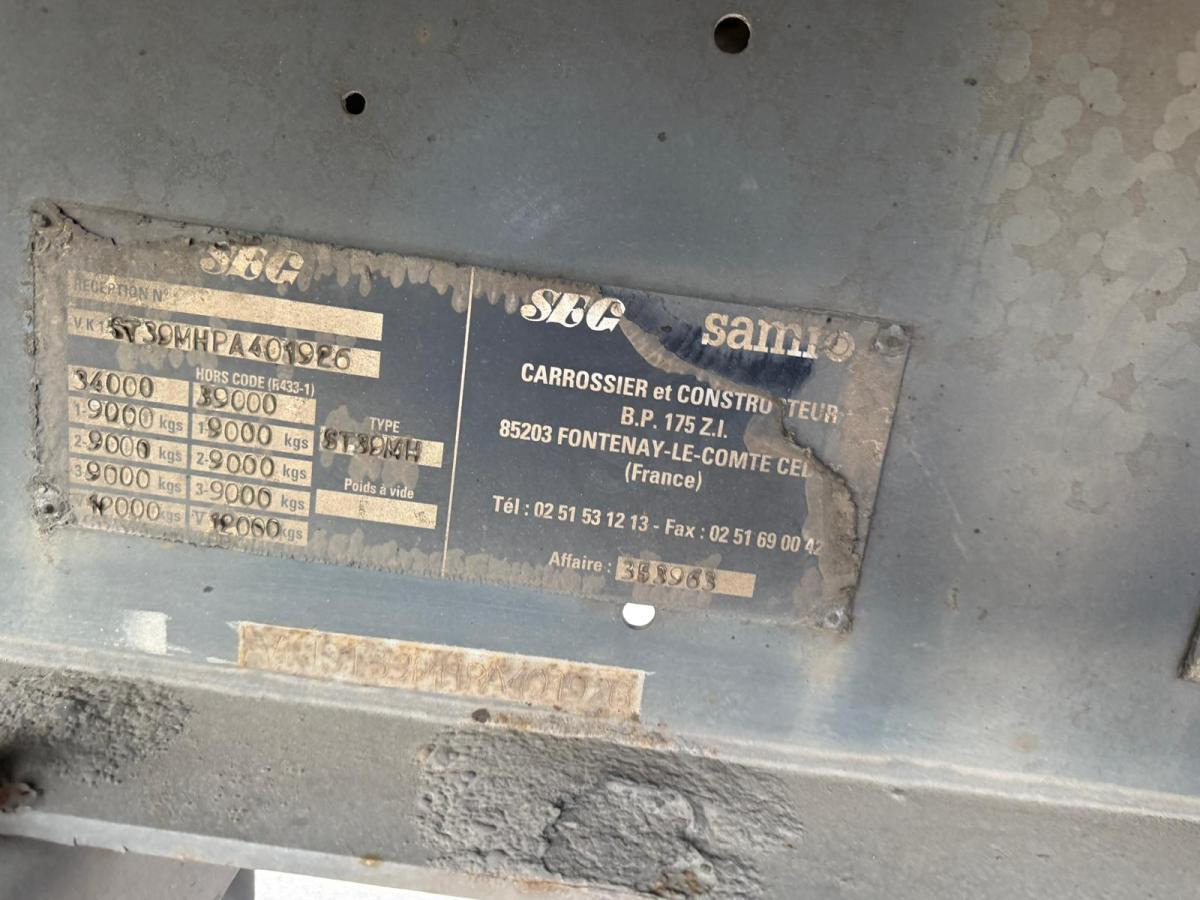 SEG
RECEPTION N°
VK1 ST39MHPA401926
HORS CODE (R433-1)
34000 39000
1-9000 kgs 1-9000 kgs
TYPE
ST39MH
2-9000 kgs 2-9000 kgs
3-9000 kgs 3-9000 kgs
Poids à vide
V 12000 kgs V 12000 kgs
SEG samro
CARROSSIER et CONSTRUCTEUR
B.P. 175 Z.I.
85203 FONTENAY-LE-COMTE CEL
(France)
Tél : 02 51 53 12 13 - Fax : 02 51 69 00 42
Affaire : 353963
VK1ST39MHPA401926